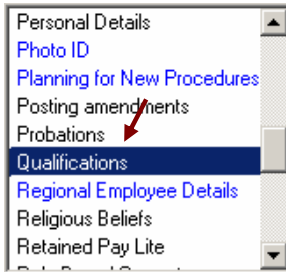 Personal Details
Photo ID
Planning for New Procedures
Posting amendments
Probations
Qualifications
Regional Employee Details
Religious Beliefs
Retained Pay Lite